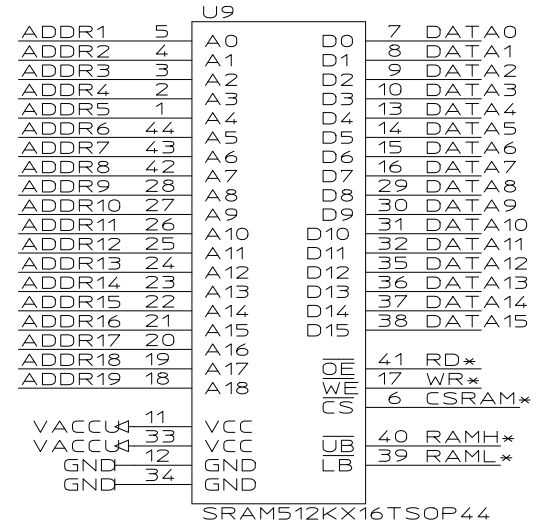 U9
ADDR1 5 A0 D0 7 DATA0
ADDR2 4 A1 D1 8 DATA1
ADDR3 3 A2 D2 9 DATA2
ADDR4 2 A3 D3 10 DATA3
ADDR5 1 A4 D4 13 DATA4
ADDR6 44 A5 D5 14 DATA5
ADDR7 43 A6 D6 15 DATA6
ADDR8 42 A7 D7 16 DATA7
ADDR9 28 A8 D8 29 DATA8
ADDR10 27 A9 D9 30 DATA9
ADDR11 26 A10 D10 31 DATA10
ADDR12 25 A11 D11 32 DATA11
ADDR13 24 A12 D12 35 DATA12
ADDR14 23 A13 D13 36 DATA13
ADDR15 22 A14 D14 37 DATA14
ADDR16 21 A15 D15 38 DATA15
ADDR17 20 A16
ADDR18 19 A17 OE 41 RD*
ADDR19 18 A18 WE 17 WR*
CS 6 CSRAM*
VACCU 11 VCC
VACCU 33 VCC UB 40 RAMH*
GND 12 GND LB 39 RAML*
GND 34 GND
SRAM512KX16TSOP44